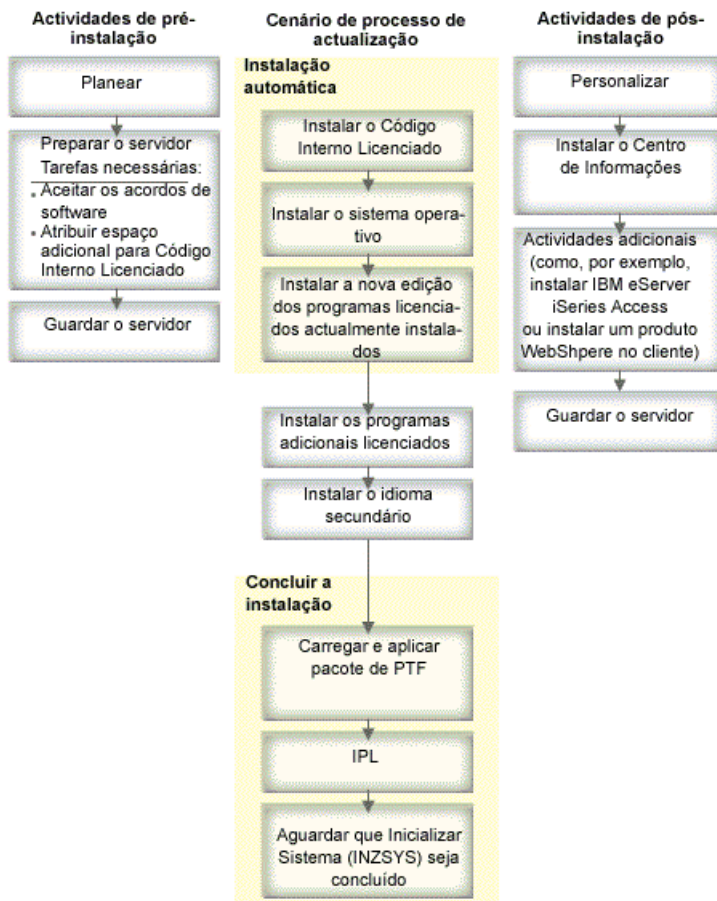 Actividades de pré-
instalação
Planear
Preparar o servidor
Tarefas necessárias:
▪ Aceitar os acordos de
software
▪ Atribuir espaço
adicional para Código
Interno Licenciado
Guardar o servidor
Cenário de processo de
actualização
Instalação
automática
Instalar o Código
Interno Licenciado
Instalar o sistema opera-
tivo
Instalar a nova edição
dos programas licencia-
dos actualmente instala-
dos
Instalar os programas
adicionais licenciados
Instalar o idioma
secundário
Concluir a
instalação
Carregar e aplicar
pacote de PTF
IPL
Aguardar que Inicializar
Sistema (INZSYS) seja
concluído
Actividades de pós-
instalação
Personalizar
Instalar o Centro
de Informações
Actividades adicionais
(como, por exemplo,
instalar IBM eServer
iSeries Access
ou instalar um produto
WebShpere no cliente)
Guardar o servidor